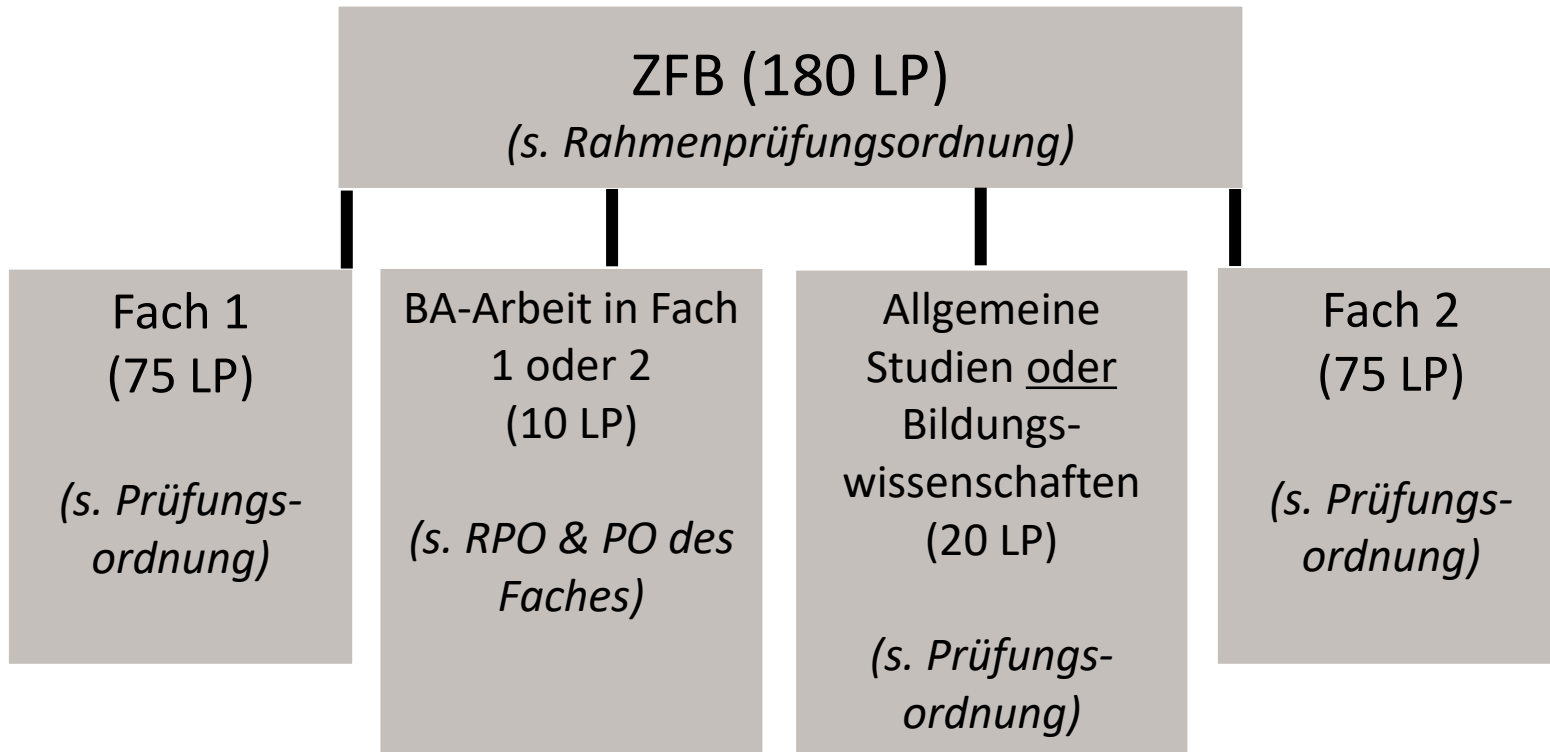 ZFB (180 LP)
(s. Rahmenprüfungsordnung)
Fach 1
(75 LP)
(s. Prüfungs-
ordnung)
BA-Arbeit in Fach
1 oder 2
(10 LP)
(s. RPO & PO des
Faches)
Allgemeine
Studien oder
Bildungs-
wissenschaften
(20 LP)
(s. Prüfungs-
ordnung)
Fach 2
(75 LP)
(s. Prüfungs-
ordnung)